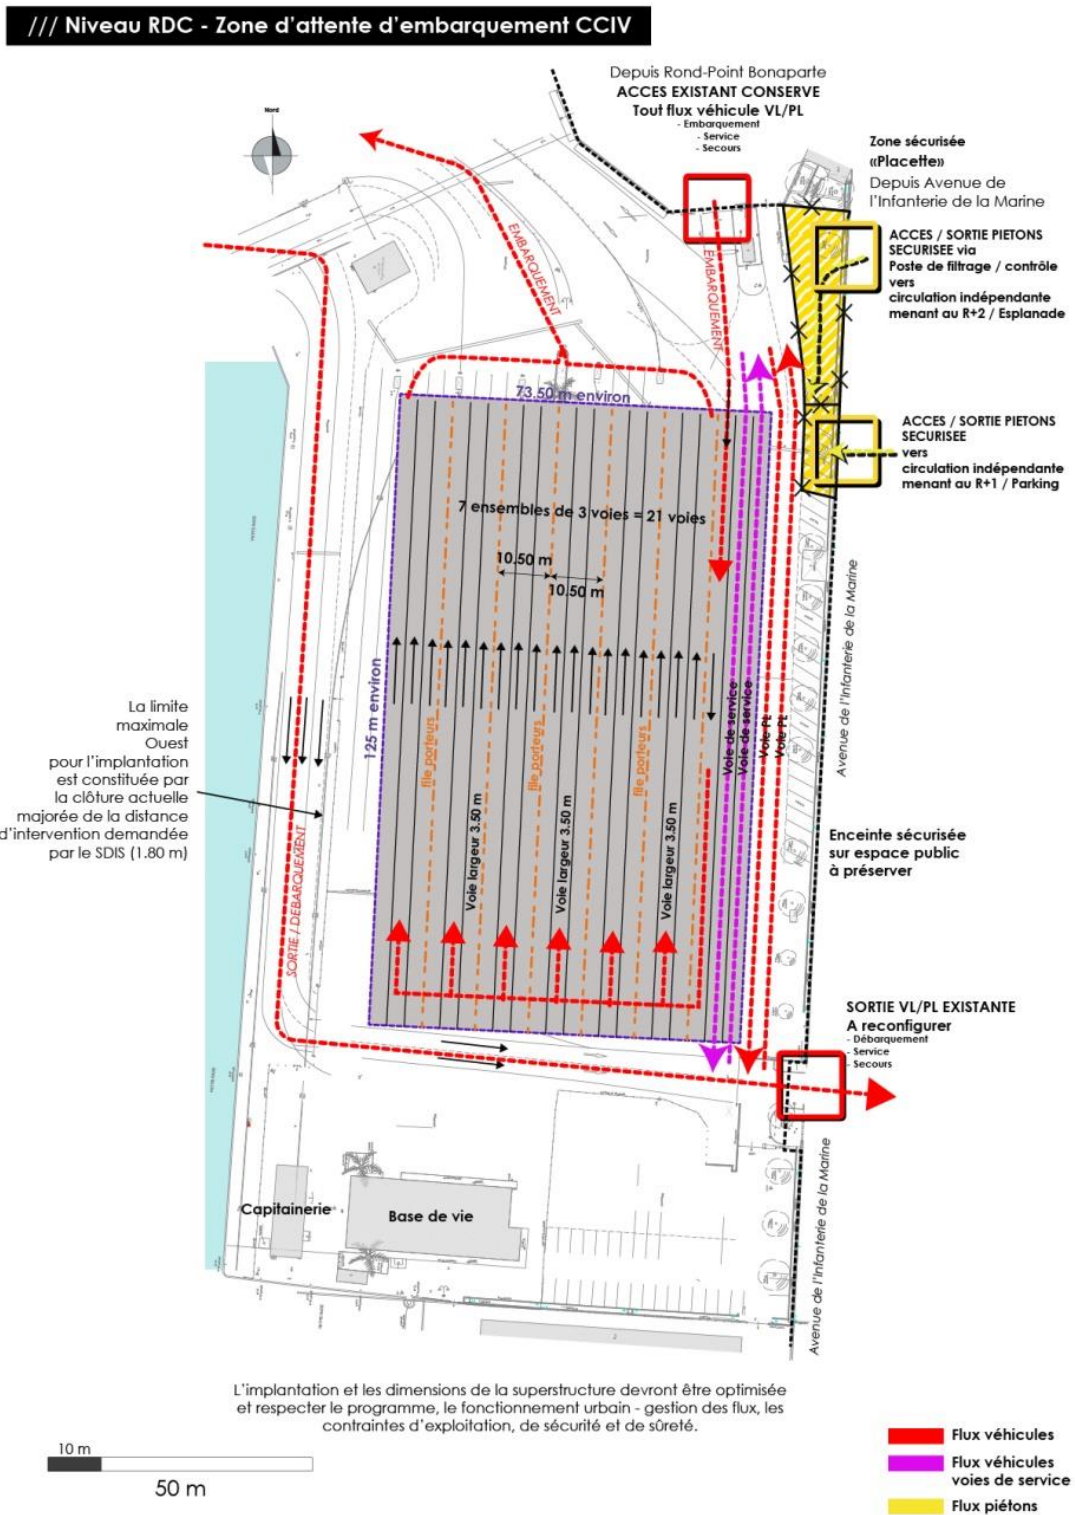 /// Niveau RDC - Zone d'attente d'embarquement CCIV
Depuis Rond-Point Bonaparte
ACCES EXISTANT CONSERVE
Tout flux véhicule VL/PL
- Embarquement
- Service
- Secours
Nord
Zone sécurisée
«Placette»
Depuis Avenue de
l'Infanterie de la Marine
ACCES / SORTIE PIETONS
SECURISEE via
Poste de filtrage / contrôle
vers
circulation indépendante
menant au R+2 / Esplanade
EMBARQUEMENT
EMBARQUEMENT
73.50 m environ
ACCES / SORTIE PIETONS
SECURISEE
vers
circulation indépendante
menant au R+1 / Parking
7 ensembles de 3 voies = 21 voies
10.50 m
10.50 m
Avenue de l'Infanterie de la Marine
125 m environ
file porteurs
file porteurs
file porteurs
Voie de service
Voie de service
Voie PL
Voie PL
La limite
maximale
Ouest
pour l'implantation
est constituée par
la clôture actuelle
majorée de la distance
d'intervention demandée
par le SDIS (1.80 m)
Voie largeur 3.50 m
Voie largeur 3.50 m
Voie largeur 3.50 m
Enceinte sécurisée
sur espace public
à préserver
SORTIE / DEBARQUEMENT
SORTIE VL/PL EXISTANTE
A reconfigurer
- Débarquement
- Service
- Secours
Avenue de l'Infanterie de la Marine
Capitainerie
Base de vie
L'implantation et les dimensions de la superstructure devront être optimisée
et respecter le programme, le fonctionnement urbain - gestion des flux, les
contraintes d'exploitation, de sécurité et de sûreté.
10 m
50 m
Flux véhicules
Flux véhicules
voies de service
Flux piétons